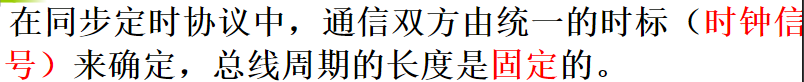 在同步定时协议中，通信双方由统一的时标（时钟信
号）来确定，总线周期的长度是固定的。